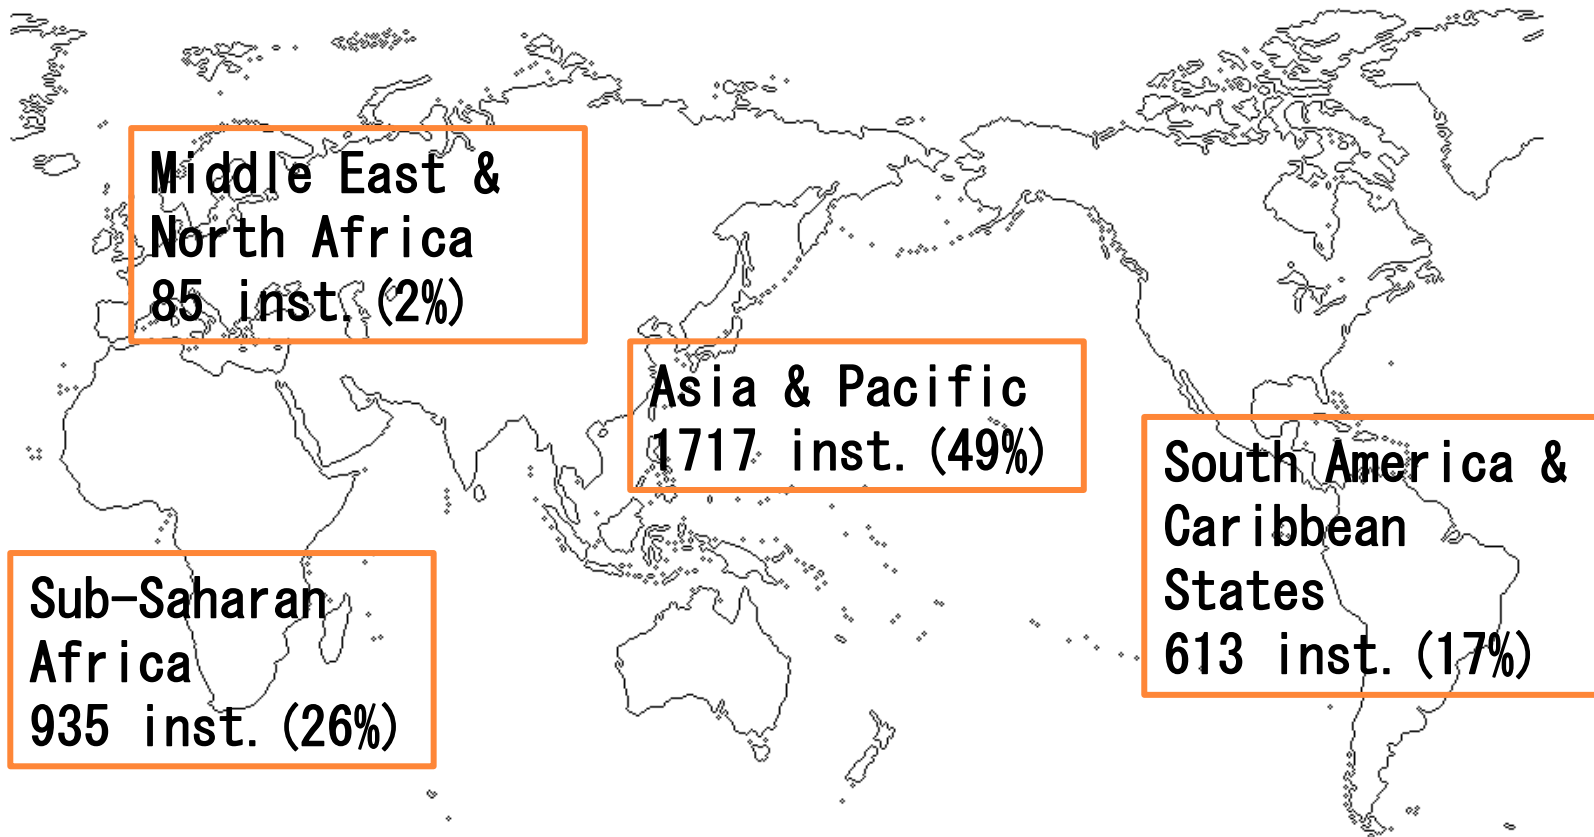 Middle East &
North Africa
85 inst. (2%)
Asia & Pacific
1717 inst. (49%)
South America &
Caribbean
States
613 inst. (17%)
Sub-Saharan
Africa
935 inst. (26%)